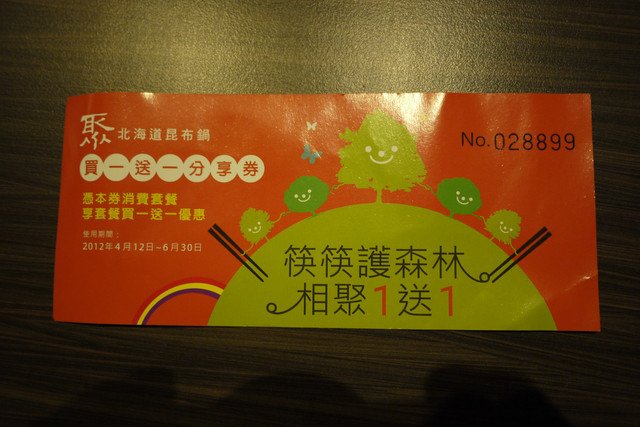 聚 北海道昆布鍋
買一送一分享券
憑本券消費套餐
享套餐買一送一優惠
使用期間：
2012年4月12日~6月30日
No. 028899
筷筷護森林
相聚1送1